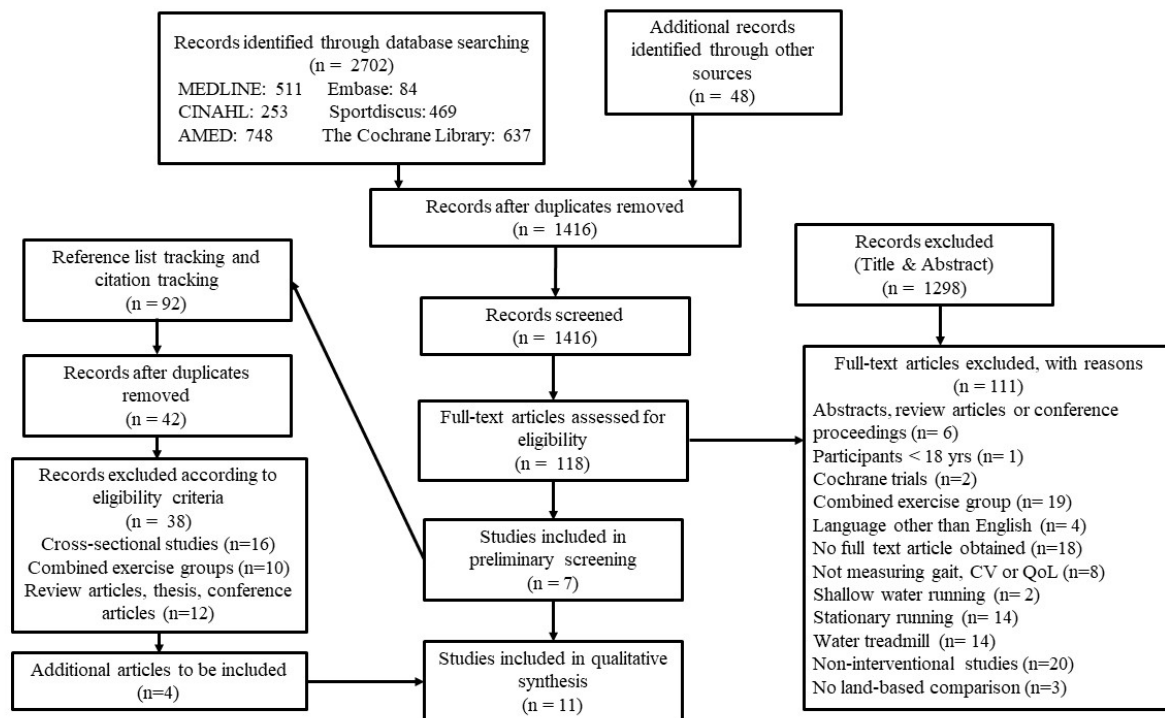 Records identified through database searching
(n = 2702)
MEDLINE: 511 Embase: 84
CINAHL: 253 Sportdiscus: 469
AMED: 748 The Cochrane Library: 637
Additional records
identified through other
sources
(n = 48)
Records after duplicates removed
(n = 1416)
Records screened
(n = 1416)
Records excluded
(Title & Abstract)
(n = 1298)
Full-text articles assessed for
eligibility
(n = 118)
Full-text articles excluded, with reasons
(n = 111)
Abstracts, review articles or conference
proceedings (n= 6)
Participants < 18 yrs (n= 1)
Cochrane trials (n=2)
Combined exercise group (n= 19)
Language other than English (n= 4)
No full text article obtained (n=18)
Not measuring gait, CV or QoL (n=8)
Shallow water running (n= 2)
Stationary running (n= 14)
Water treadmill (n= 14)
Non-interventional studies (n=20)
No land-based comparison (n=3)
Studies included in
preliminary screening
(n = 7)
Reference list tracking and
citation tracking
(n = 92)
Records after duplicates
removed
(n = 42)
Records excluded according to
eligibility criteria
(n = 38)
Cross-sectional studies (n=16)
Combined exercise groups (n=10)
Review articles, thesis, conference
articles (n=12)
Additional articles to be included
(n=4)
Studies included in qualitative
synthesis
(n = 11)